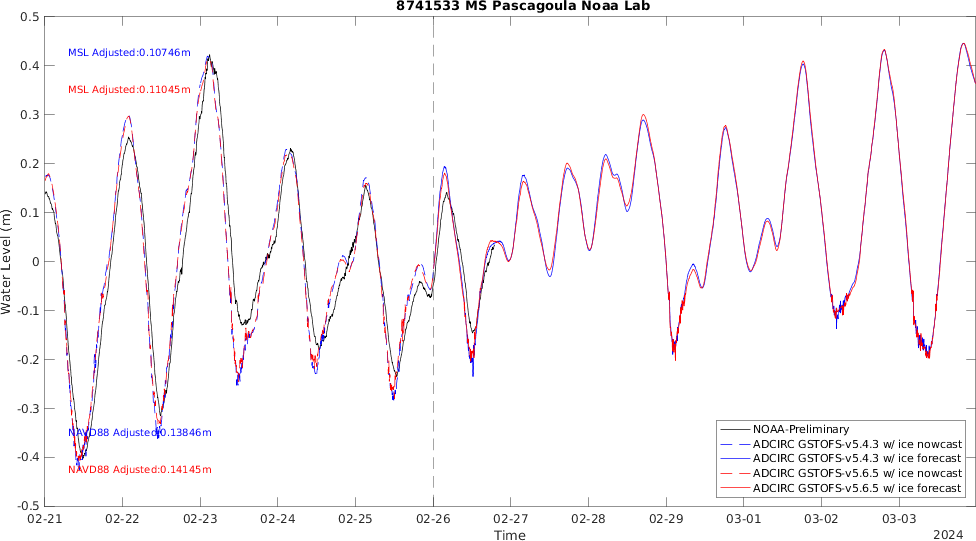 8741533 MS Pascagoula Noaa Lab
0.5
0.4
0.3
0.2
0.1
0
-0.1
-0.2
-0.3
-0.4
-0.5
Water Level (m)
MSL Adjusted:0.10746m
MSL Adjusted:0.11045m
NAVD88 Adjusted:0.13846m
NAVD88 Adjusted:0.14145m
NOAA-Preliminary
ADCIRC GSTOFS-v5.4.3 w/ ice nowcast
ADCIRC GSTOFS-v5.4.3 w/ ice forecast
ADCIRC GSTOFS-v5.6.5 w/ ice nowcast
ADCIRC GSTOFS-v5.6.5 w/ ice forecast
02-21 02-22 02-23 02-24 02-25 02-26 02-27 02-28 02-29 03-01 03-02 03-03
Time
2024